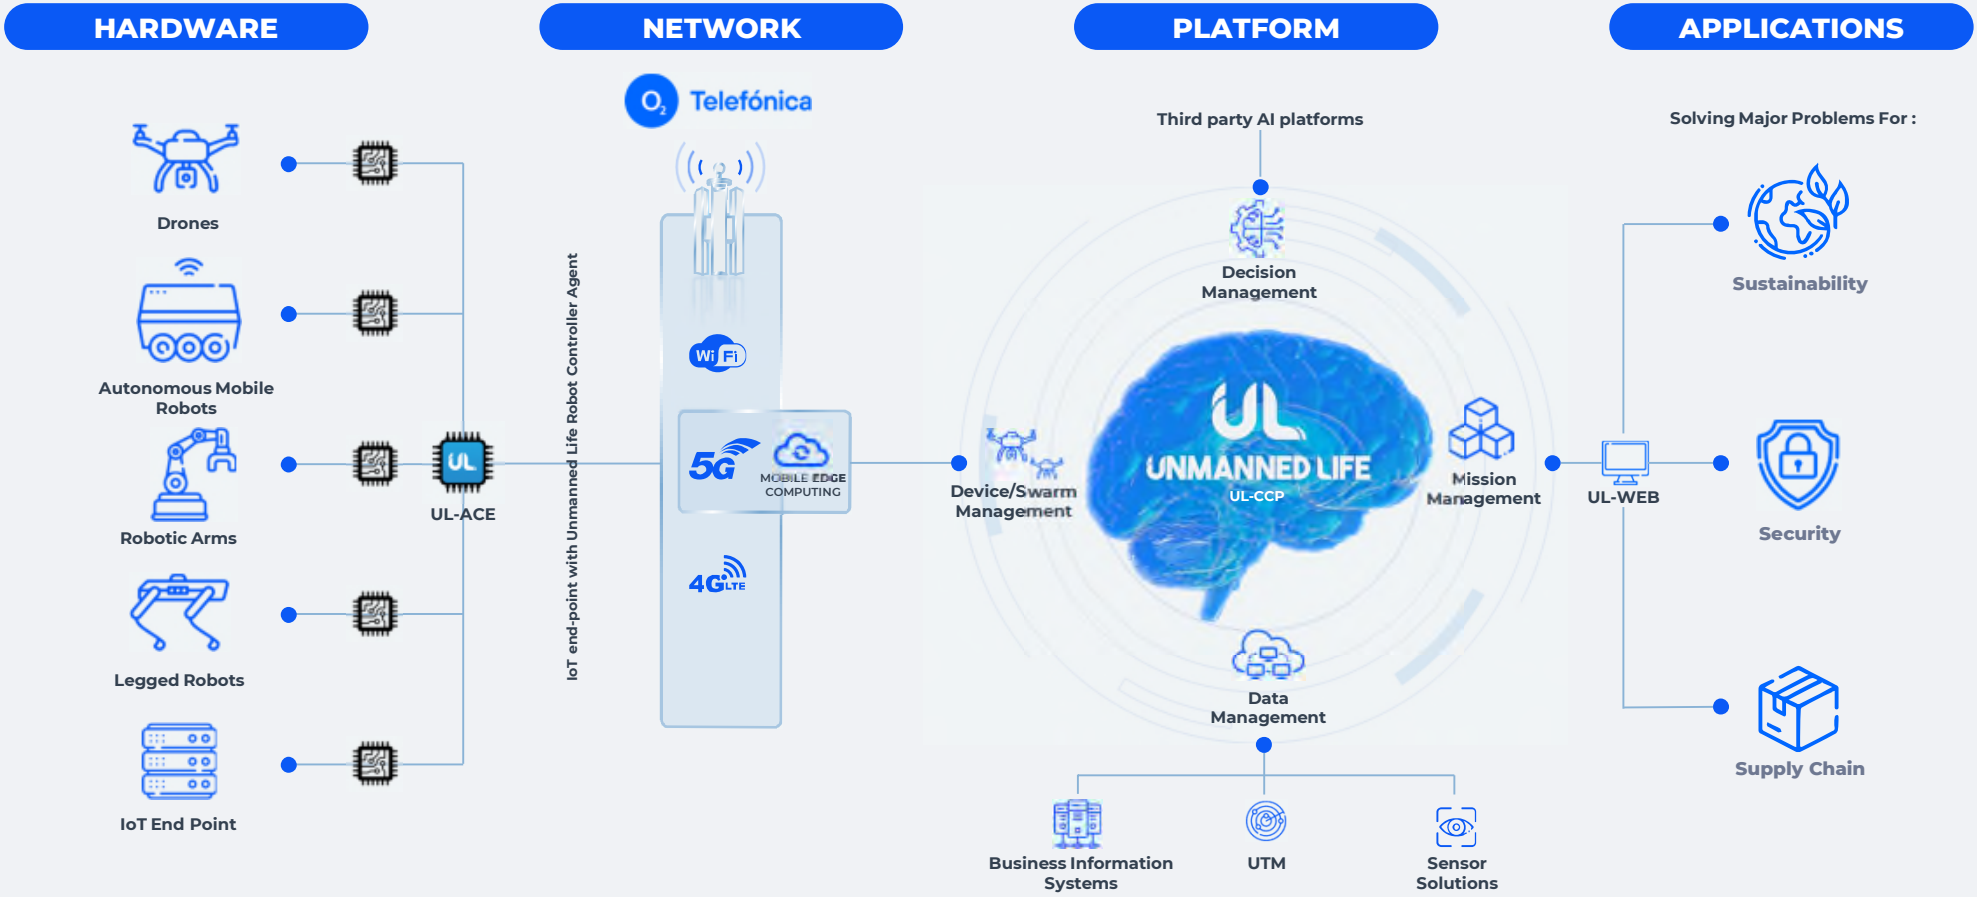 HARDWARE
NETWORK
PLATFORM
APPLICATIONS
Drones
Autonomous Mobile
Robots
Robotic Arms
Legged Robots
IoT End Point
UL
UL-ACE
IoT end-point with Unmanned Life Robot Controller Agent
O2 Telefónica
Wi Fi
5G
MOBILE EDGE
COMPUTING
4G LTE
Third party AI platforms
Decision
Management
Device/Swarm
Management
UL
UNMANNED LIFE
UL-CCP
Mission
Management
Data
Management
Business Information
Systems
UTM
Sensor
Solutions
UL-WEB
Solving Major Problems For :
Sustainability
Security
Supply Chain